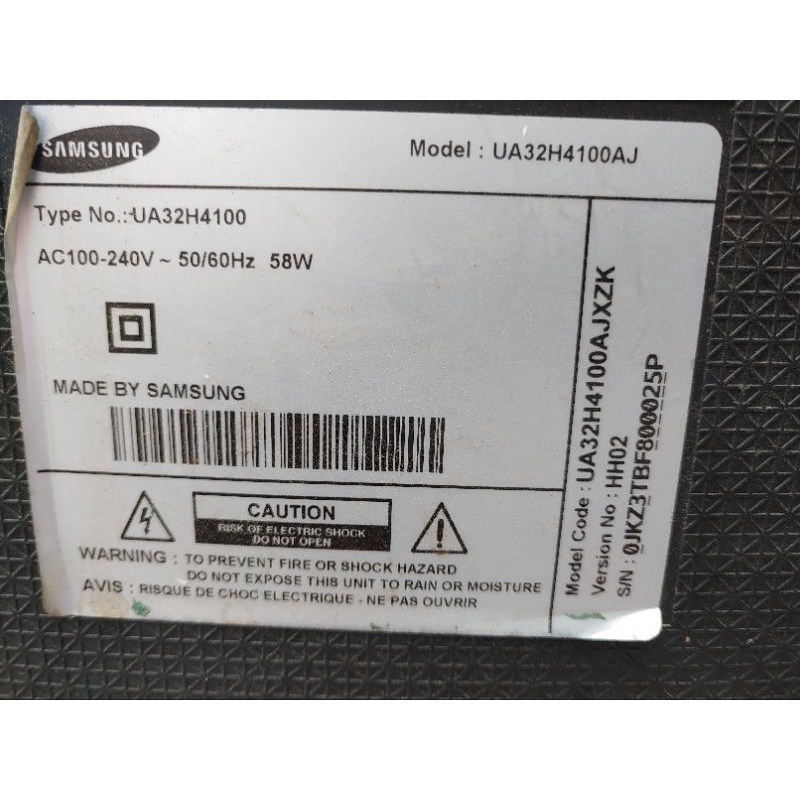 SAMSUNG
Model : UA32H4100AJ
Type No.:UA32H4100
AC100-240V ~ 50/60Hz 58W
MADE BY SAMSUNG
CAUTION
RISK OF ELECTRIC SHOCK
DO NOT OPEN
WARNING : TO PREVENT FIRE OR SHOCK HAZARD
DO NOT EXPOSE THIS UNIT TO RAIN OR MOISTURE
AVIS : RISQUE DE CHOC ELECTRIQUE - NE PAS OUVRIR
Model Code : UA32H4100AJXZK
Version No : HH02
S/N : 0JKZ3TBF800025P